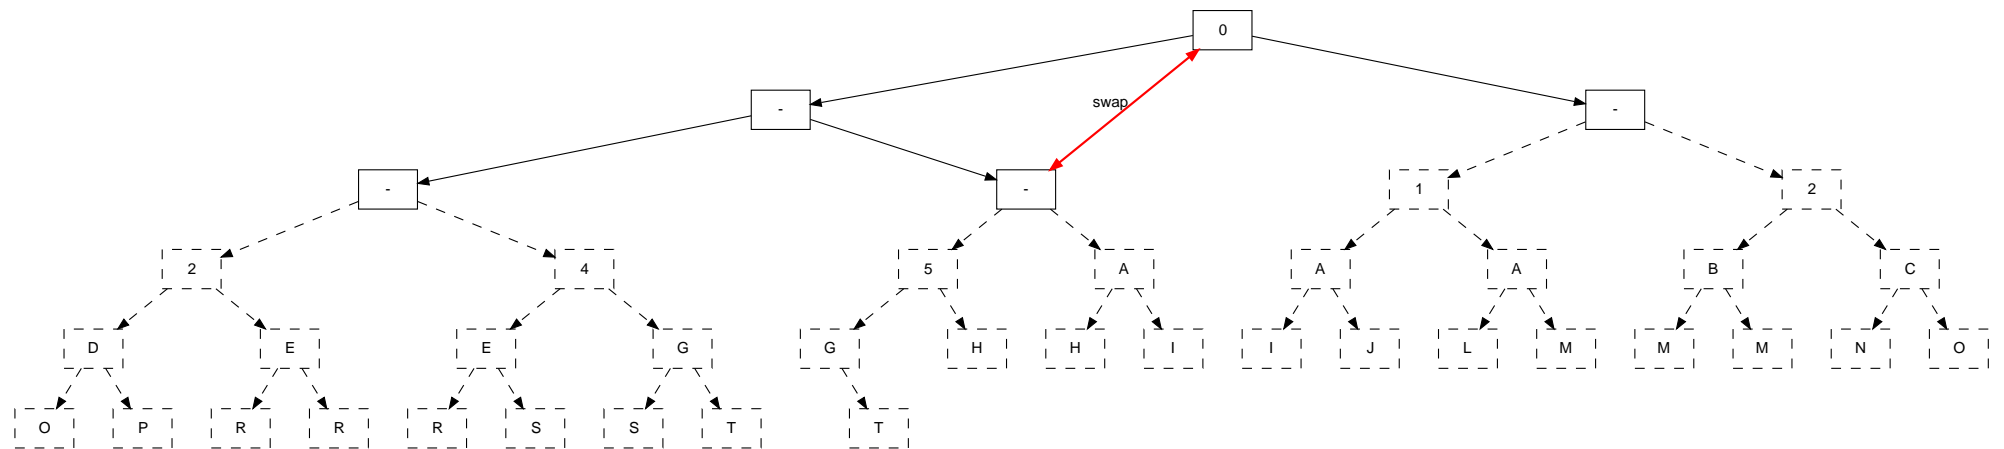 0
swap
- -
- - 1 2
2 4 5 A A A B C
D E E G G H H I I J L M M M N O
O P R R R S S T T